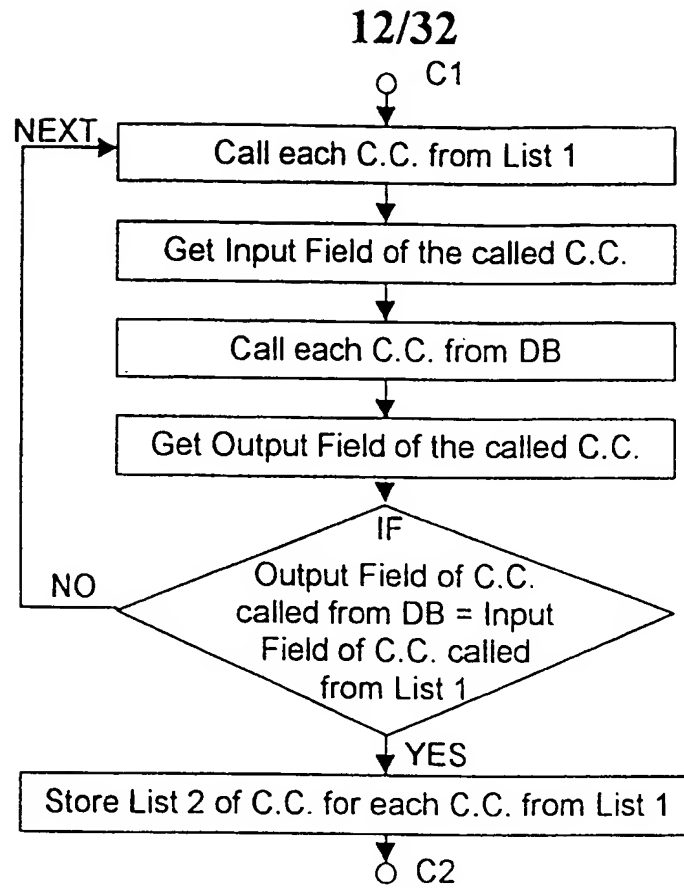 12/32
C1
NEXT
Call each C.C. from List 1
Get Input Field of the called C.C.
Call each C.C. from DB
Get Output Field of the called C.C.
IF
NO
Output Field of C.C.
called from DB = Input
Field of C.C. called
from List 1
YES
Store List 2 of C.C. for each C.C. from List 1
C2